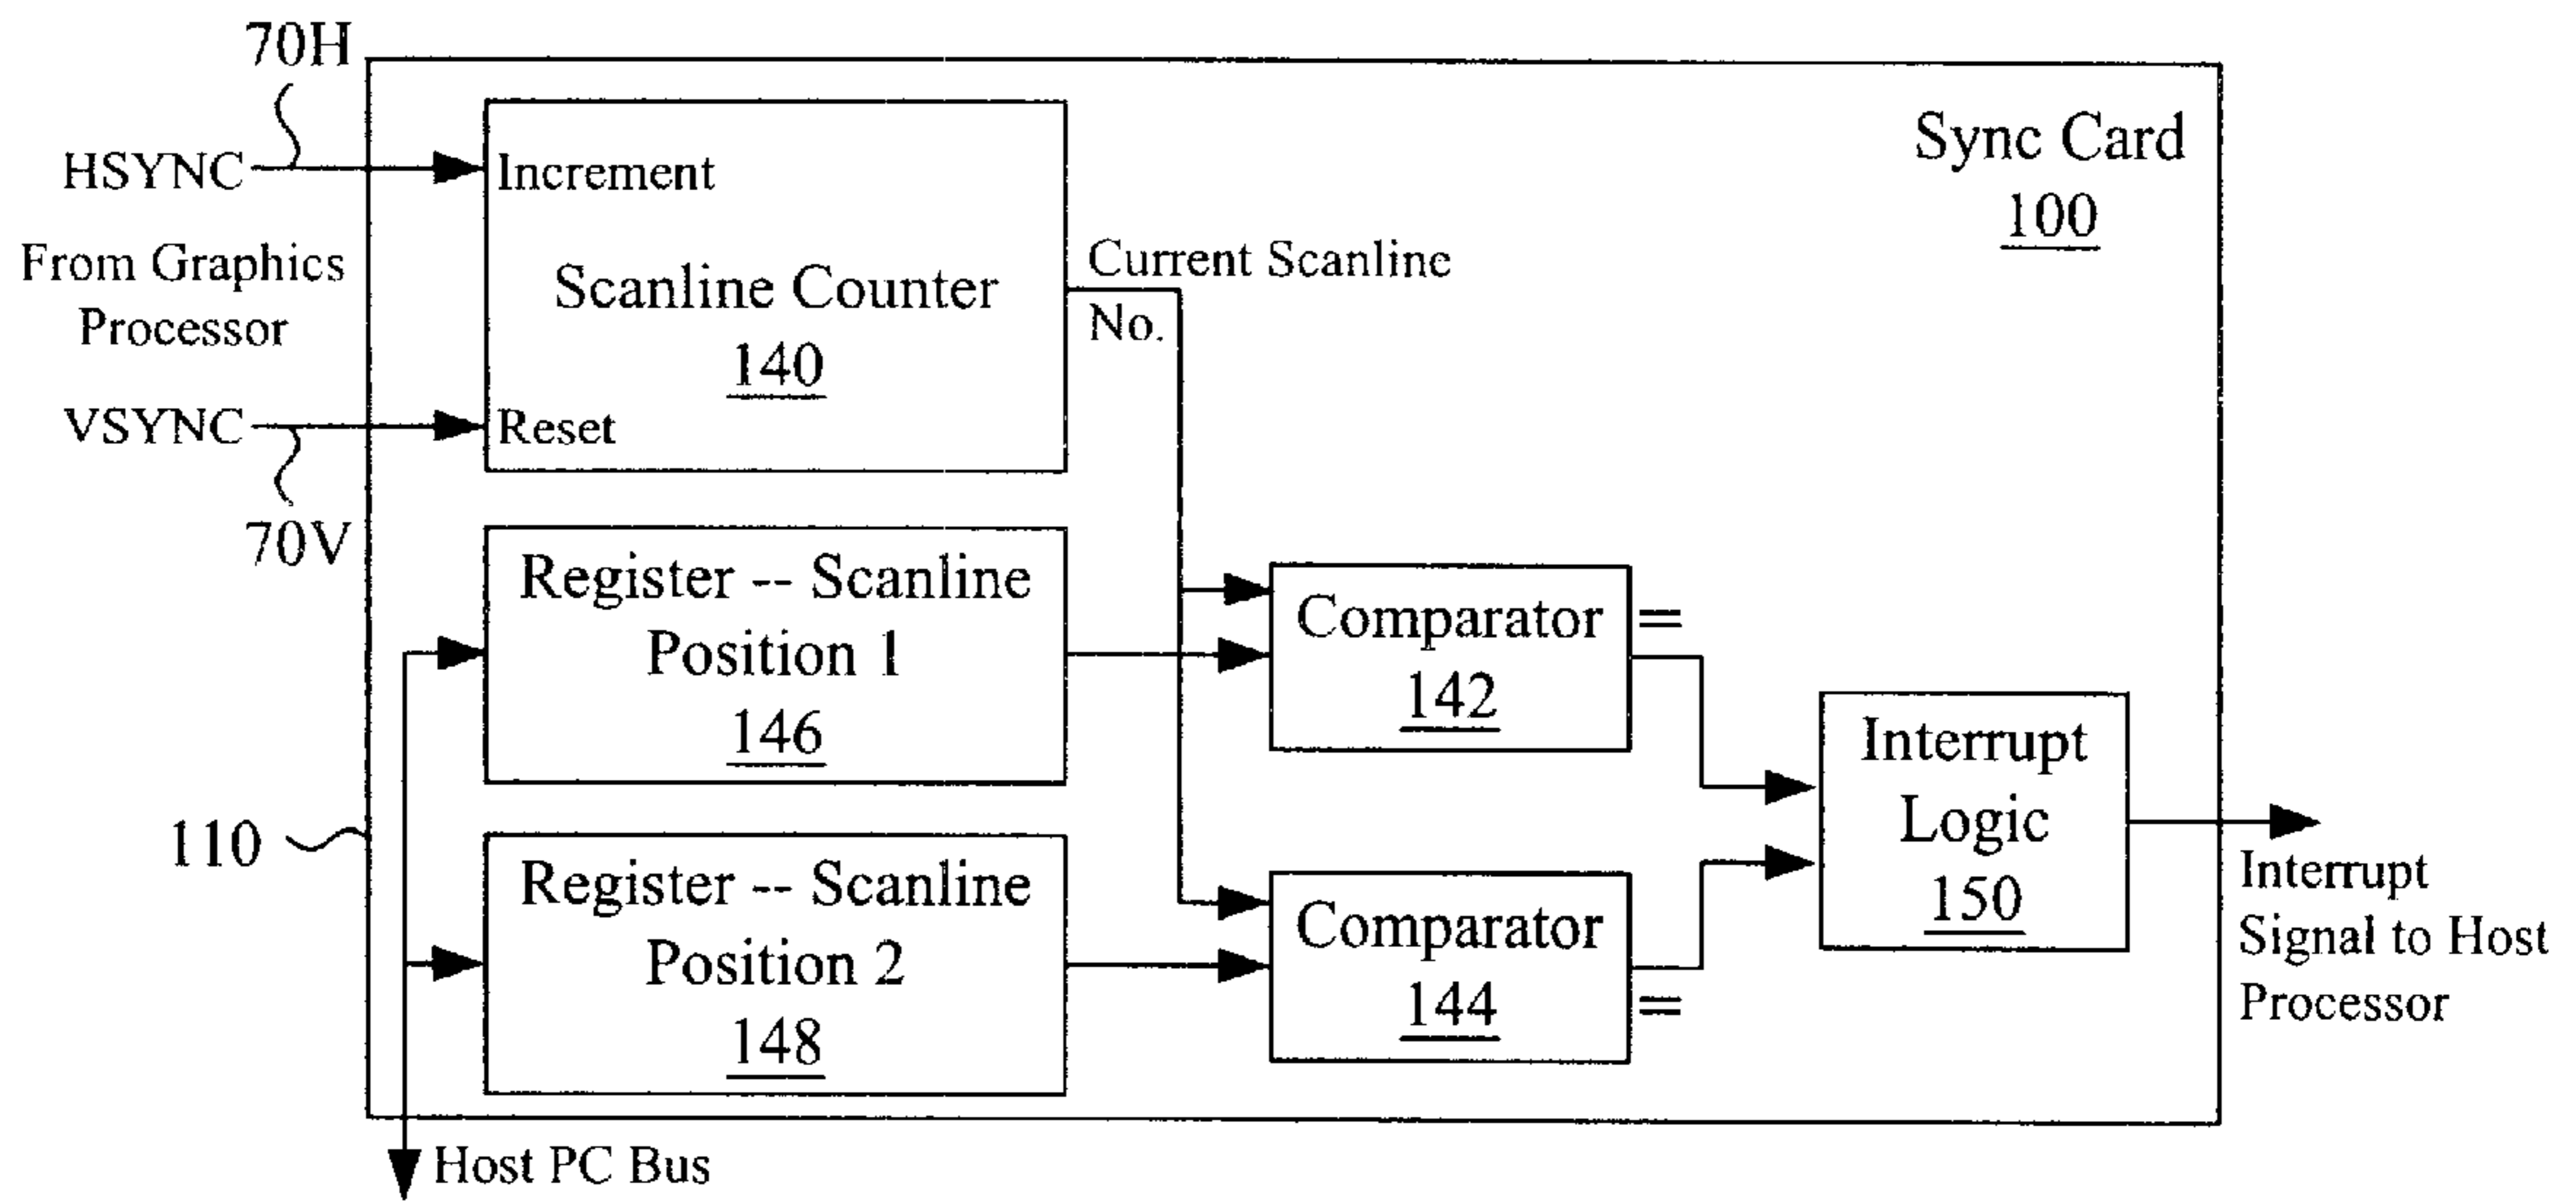 70H
HSYNC
Increment
From Graphics
Processor
Scanline Counter
140
VSYNC
Reset
70V
Current Scanline
No.
Sync Card
100
Register -- Scanline
Position 1
146
Comparator
142
=
110
Register -- Scanline
Position 2
148
Comparator
144
=
Interrupt
Logic
150
Interrupt
Signal to Host
Processor
Host PC Bus